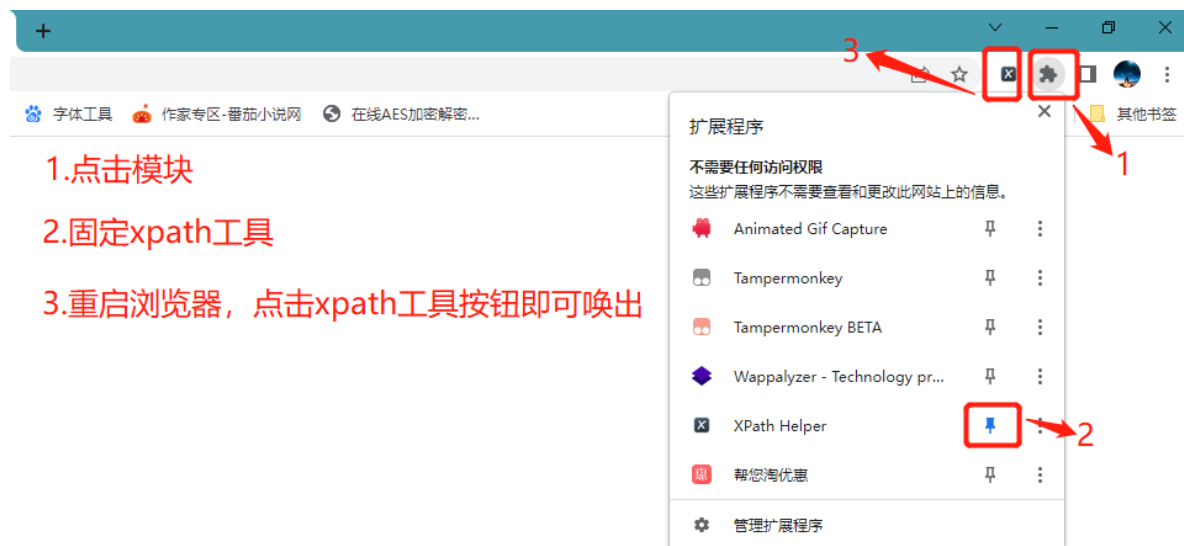 3
字体工具
作家专区-番茄小说网
在线AES加密解密...
其他书签
扩展程序
1
1.点击模块
不需要任何访问权限
这些扩展程序不需要查看和更改此网站上的信息。
2.固定xpath工具
Animated Gif Capture
Tampermonkey
3.重启浏览器，点击xpath工具按钮即可唤出
Tampermonkey BETA
Wappalyzer - Technology pr...
XPath Helper
2
帮您淘优惠
管理扩展程序